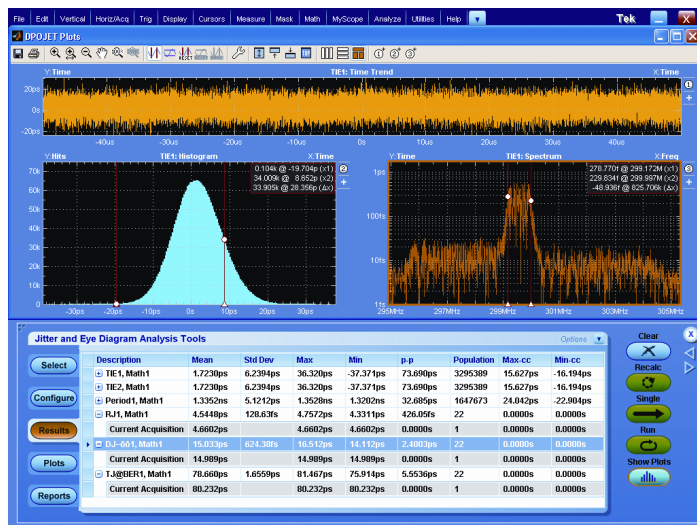 File Edit Vertical Horiz/Acq Trig Display Cursors Measure Mask Math MyScope Analyze Utilities Help Tek
DPOJET Plots
Y:Time TIE1: Time Trend X:Time
20ps
0s
-20ps
-40us -30us -20us -10us 0s 10us 20us 30us 40us
Y:Hits TIE1: Histogram X:Time
0.104k @ -19.704p (x1)
34.009k @ 8.652p (x2)
33.905k @ 28.356p (Δx)
70k
60k
50k
40k
30k
20k
10k
0
-30ps -20ps -10ps 0s 10ps 20ps 30ps
Y:Time TIE1: Spectrum X:Freq
278.770f @ 299.172M (x1)
229.834f @ 299.997M (x2)
-48.936f @ 825.706k (Δx)
1ps
100fs
10fs
1fs
295MHz 297MHz 299MHz 301MHz 303MHz 305MHz
Jitter and Eye Diagram Analysis Tools Options
Select
Configure
Results
Plots
Reports
Description Mean Std Dev Max Min p-p Population Max-cc Min-cc
TIE1, Math1 1.7230ps 6.2394ps 36.320ps -37.371ps 73.690ps 3295389 15.627ps -16.194ps
TIE2, Math1 1.7230ps 6.2394ps 36.320ps -37.371ps 73.690ps 3295389 15.627ps -16.194ps
Period1, Math1 1.3352ns 5.1212ps 1.3528ns 1.3202ns 32.685ps 1647673 24.042ps -22.904ps
RJ1, Math1 4.5448ps 128.63fs 4.7572ps 4.3311ps 426.05fs 22 0.0000s 0.0000s
Current Acquisition 4.6602ps 4.6602ps 4.6602ps 0.0000s 1 0.0000s 0.0000s
DJ-δδ1, Math1 15.033ps 624.38fs 16.512ps 14.112ps 2.4003ps 22 0.0000s 0.0000s
Current Acquisition 14.989ps 14.989ps 14.989ps 0.0000s 1 0.0000s 0.0000s
TJ@BER1, Math1 78.660ps 1.6559ps 81.467ps 75.914ps 5.5536ps 22 0.0000s 0.0000s
Current Acquisition 80.232ps 80.232ps 80.232ps 0.0000s 1 0.0000s 0.0000s
Clear
Recalc
Single
Run
Show Plots